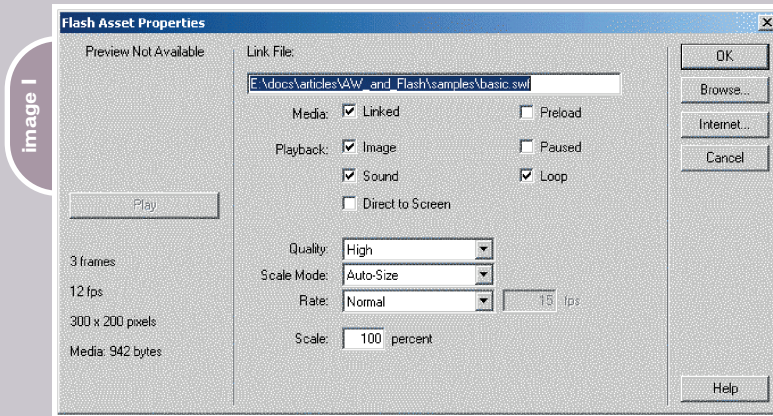 Flash Asset Properties
image 1
Preview Not Available
Play
3 frames
12 fps
300 x 200 pixels
Media: 942 bytes
Link File:
E:\docs\articles\AW_and_Flash\samples\basic.swf
Media: Linked Preload
Playback: Image Paused
Sound Loop
Direct to Screen
Quality: High
Scale Mode: Auto-Size
Rate: Normal 15 fps
Scale: 100 percent
OK
Browse...
Internet...
Cancel
Help